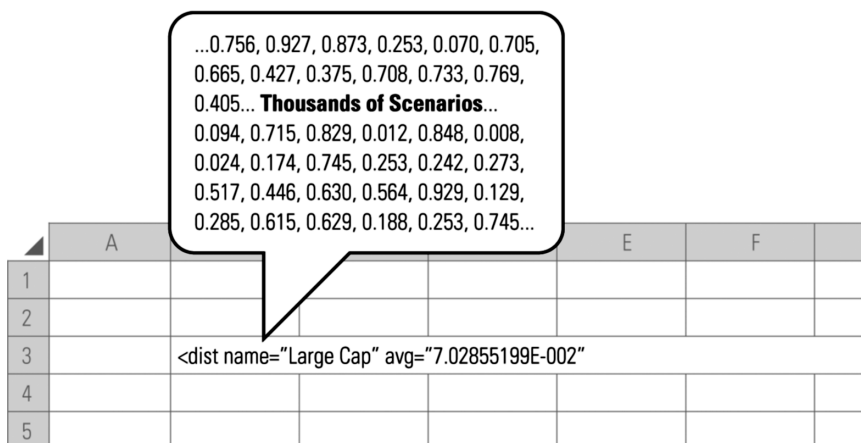 ...0.756, 0.927, 0.873, 0.253, 0.070, 0.705,
0.665, 0.427, 0.375, 0.708, 0.733, 0.769,
0.405... Thousands of Scenarios...
0.094, 0.715, 0.829, 0.012, 0.848, 0.008,
0.024, 0.174, 0.745, 0.253, 0.242, 0.273,
0.517, 0.446, 0.630, 0.564, 0.929, 0.129,
0.285, 0.615, 0.629, 0.188, 0.253, 0.745...
A E F
1
2
3 <dist name="Large Cap" avg="7.02855199E-002"
4
5